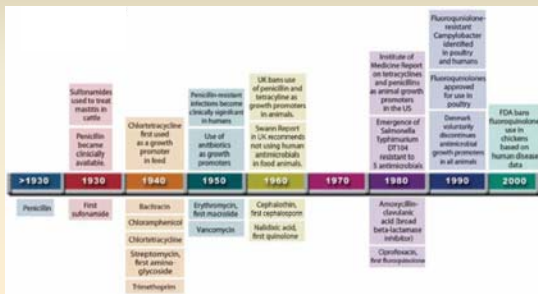 Sulfonamides
used to treat
mastitis in
cattle
Penicillin
became
clinically
available.
Chlortetracycline
first used
as a growth
promoter
in feed
Penicillin-resistant
infections become
clinically significant
in humans
Use of
antibiotics
as growth
promoters
UK bans use
of penicillin and
tetracyline as
growth promoters
in animals.
Swann Report
in UK recommends
not using human
antimicrobials
in food animals.
Institute of
Medicine Report
on tetracyclines
and penicillins
as animal growth
promoters in
the US
Emergence of
Salmonella
Typhimurium
DT104
resistant to
5 antimicrobials
Fluoroquinolone-
resistant
Campylobacter
identified
in poultry
and humans
Fluoroquinolones
approved
for use in
poultry
Denmark
voluntarily
discontinues
antimicrobial
growth promoters
in all animals
FDA bans
fluoroquinolone
use in
chickens based
on human disease
data
>1930
1930
1940
1950
1960
1970
1980
1990
2000
Penicillin
First
sulfonamide
Bacitracin
Chloramphenicol
Chlortetracycline
Streptomycin,
first amino-
glycoside
Trimethoprim
Erythromycin,
first macrolide
Vancomycin
Cephalothin,
first cephalosporin
Nalidixic acid,
first quinolone
Amoxycillin-
clavulanic
acid (broad
beta-lactamase
inhibitor)
Ciprofloxacin,
first fluroquinolone